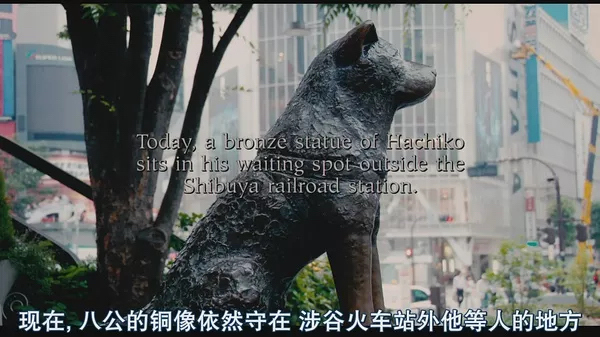 Today, a bronze statue of Hachiko
sits in his waiting spot outside the
Shibuya railroad station.
现在, 八公的铜像依然守在 涉谷火车站外他等人的地方